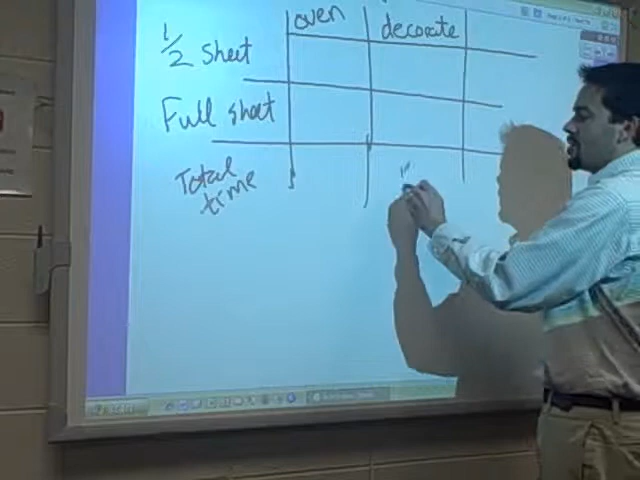 oven decorate
1/2 sheet
Full sheet
Total
time